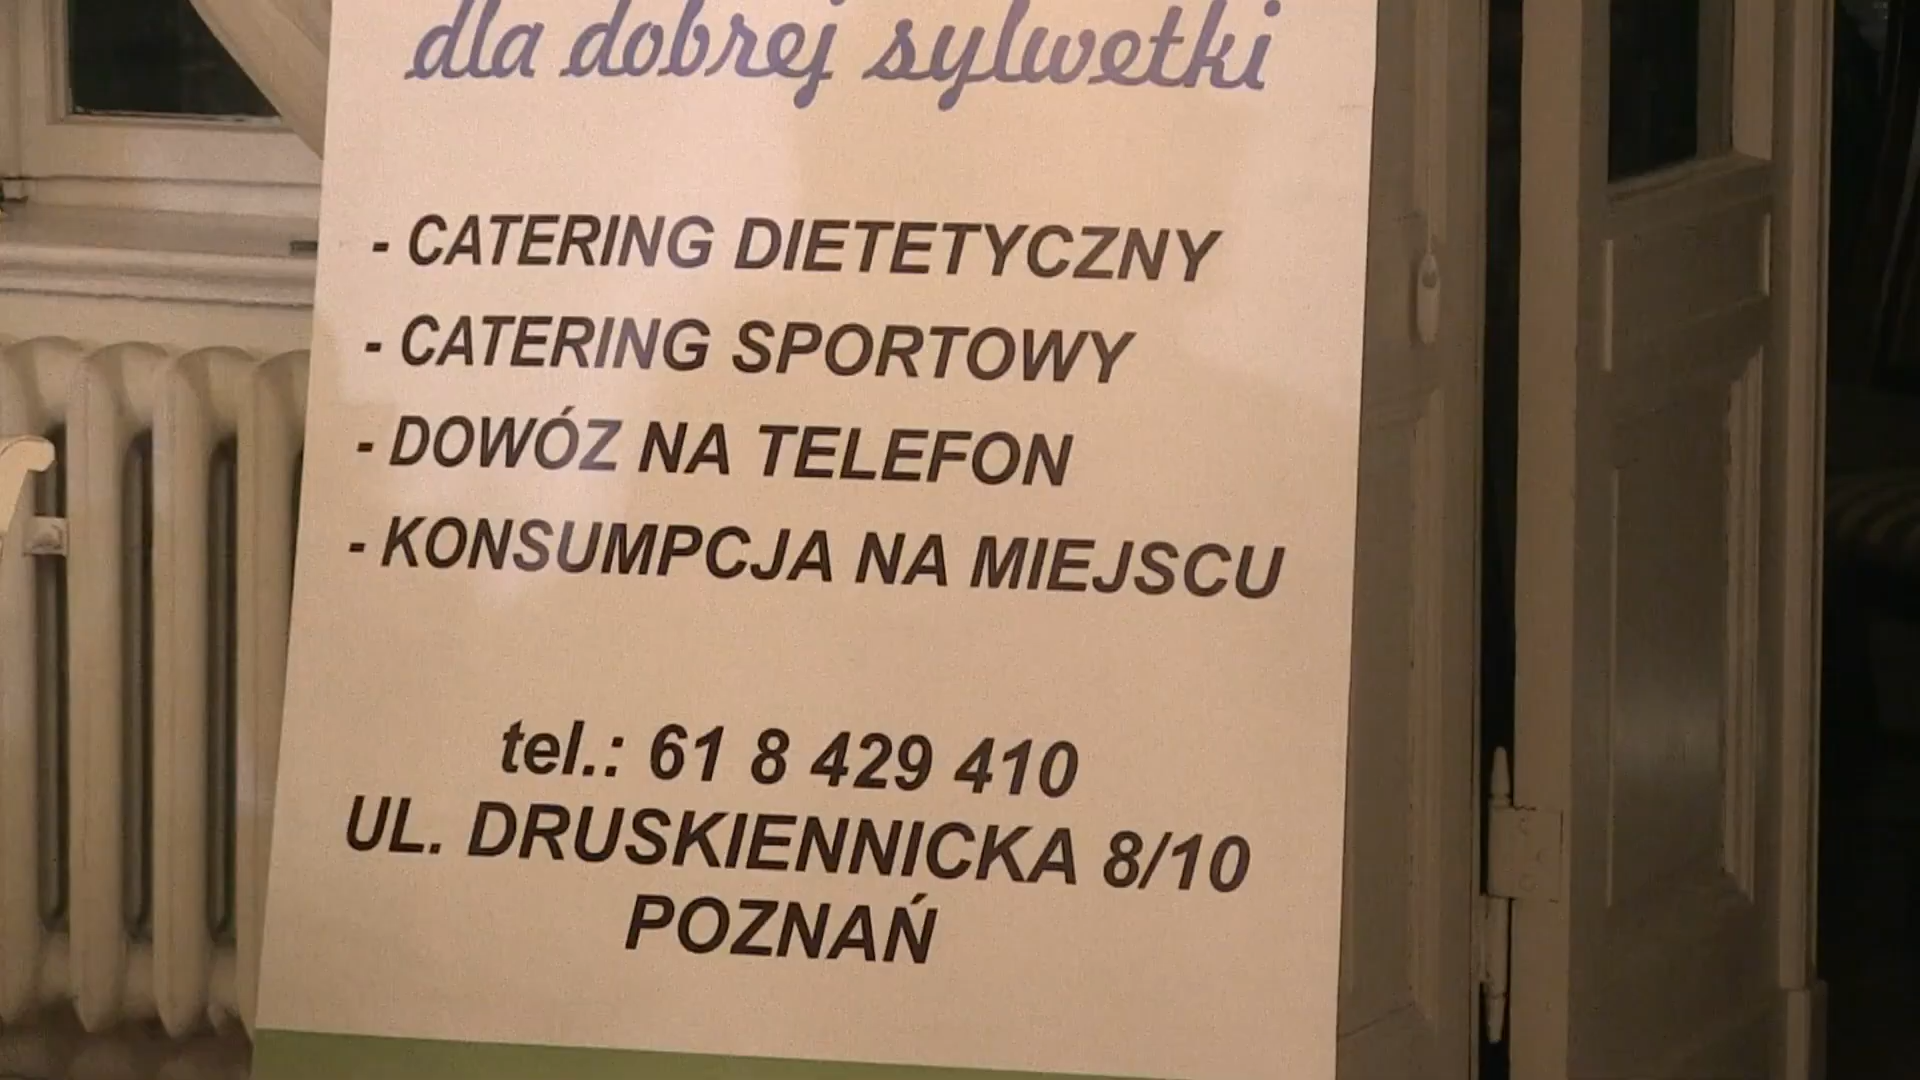 dla dobrej sylwetki
- CATERING DIETETYCZNY
- CATERING SPORTOWY
- DOWÓZ NA TELEFON
- KONSUMPCJA NA MIEJSCU
tel.: 61 8 429 410
UL. DRUSKIENNICKA 8/10
POZNAŃ